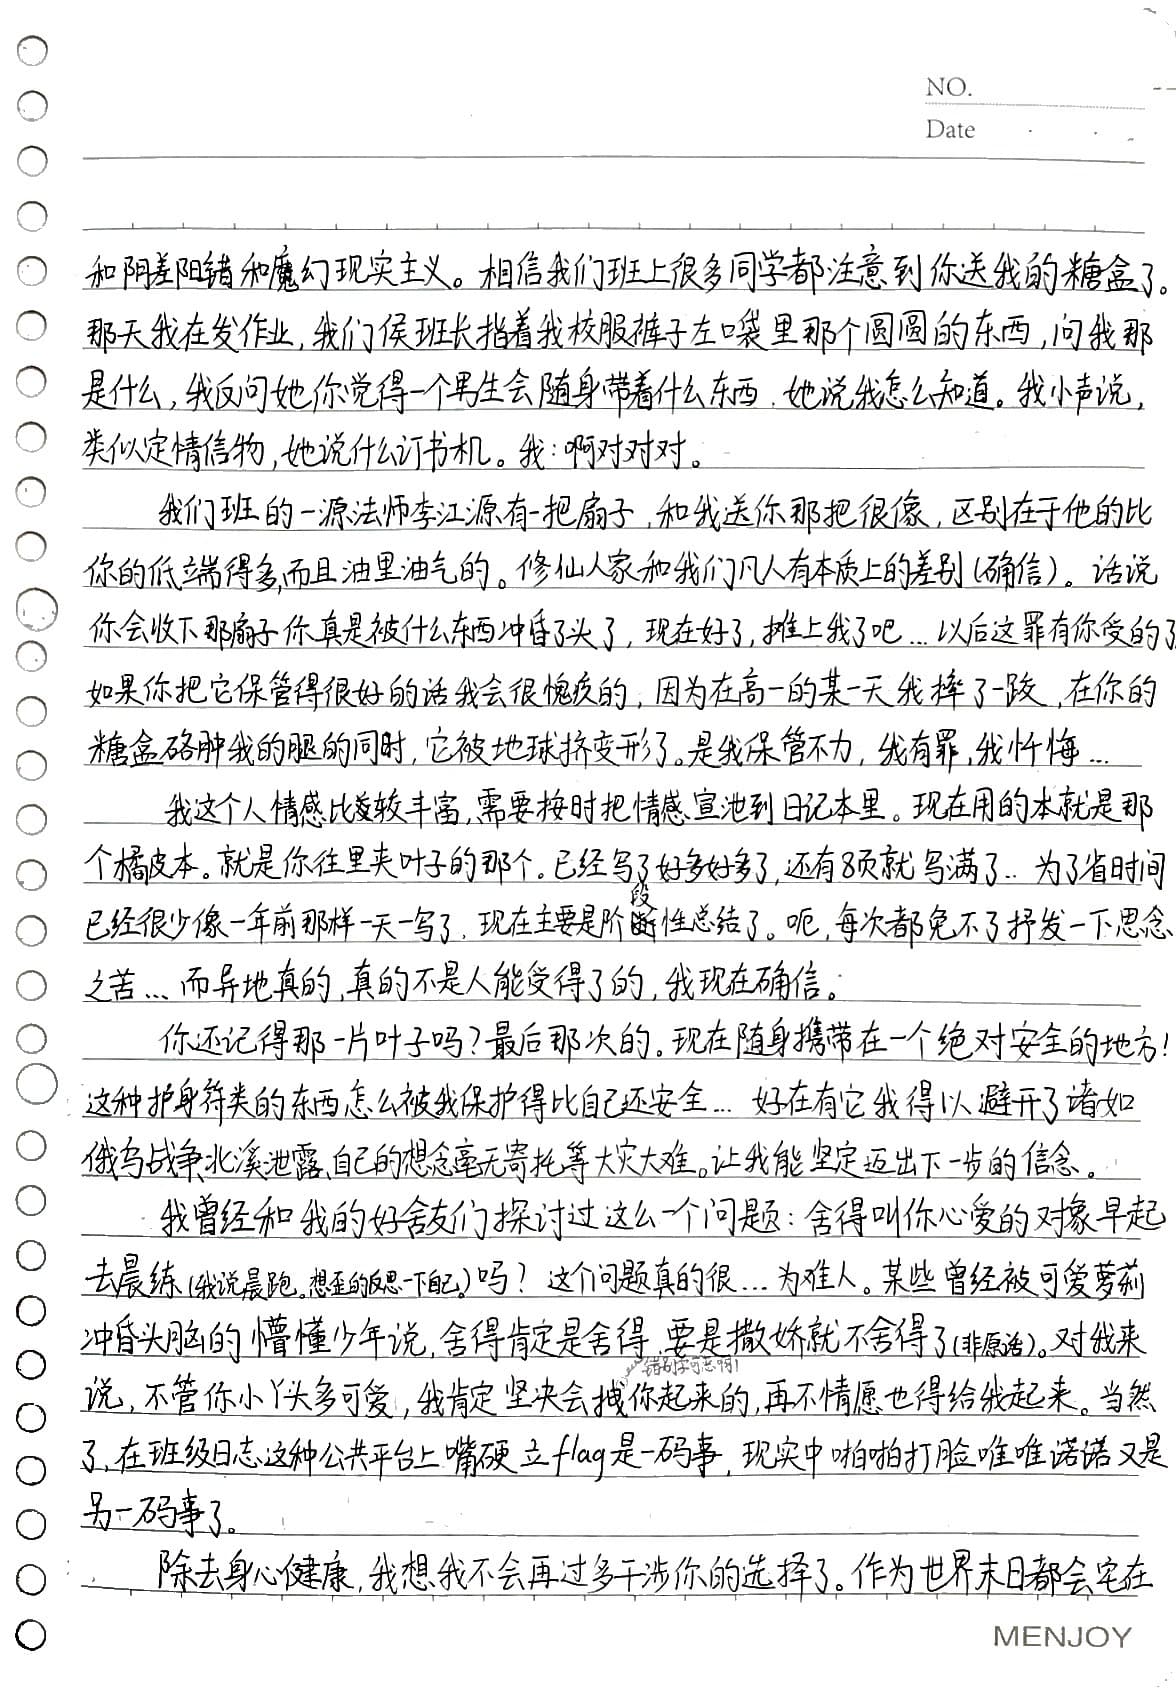 NO.
Date
和阴差阳错和魔幻现实主义。相信我们班上很多同学都注意到你送我的糖盒了。
那天我在发作业,我们侯班长指着我校服裤子左口袋里那个圆圆的东西,问我那
是什么,我反问她你觉得一个男生会随身带着什么东西,她说我怎么知道。我小声说,
类似定情信物,她说什么订书机。我:啊对对对。
我们班的一源法师李江源有一把扇子,和我送你那把很像,区别在于他的比
你的低端得多,而且油里油气的。修仙人家和我们凡人有本质上的差别(确信)。话说
你会收下那扇子你真是被什么东西冲昏了头了,现在好了,摊上我了吧...以后这罪有你受的了
如果你把它保管得很好的话我会很愧疚的,因为在高一的某一天我摔了一跤,在你的
糖盒硌肿我的腿的同时,它被地球挤变形了。是我保管不力,我有罪,我忏悔...
我这个人情感比较丰富,需要按时把情感宣泄到日记本里。现在用的本就是那
个橘皮本。就是你往里夹叶子的那个。已经写了好多好多了,还有8页就写满了..为了省时间
已经很少像一年前那样一天一写了,现在主要是阶段性总结了。呃,每次都免不了抒发一下思念
之苦...而异地真的,真的不是人能受得了的,我现在确信。
你还记得那一片叶子吗?最后那次的。现在随身携带在一个绝对安全的地方!
这种护身符类的东西怎么被我保护得比自己还安全...好在有它我得以避开了诸如
俄乌战争,北溪泄露,自己的想念毫无寄托等大灾大难。让我能坚定迈出下一步的信念。
我曾经和我的好舍友们探讨过这么一个问题:舍得叫你心爱的对象早起
去晨练(我说晨跑。想歪的反思一下自己。)吗?这个问题真的很...为难人。某些曾经被可爱萝莉
冲昏头脑的懵懂少年说,舍得肯定是舍得,要是撒娇就不舍得了(非原话)。对我来
说,不管你小丫头多可爱,我肯定坚决会拽你起来的,再不情愿也得给我起来。当然
了,在班级日志这种公共平台上嘴硬立flag是一码事,现实中啪啪打脸唯唯诺诺又是
另一码事了。
除去身心健康,我想我不会再过多干涉你的选择了。作为世界末日都会宅在
MENJOY